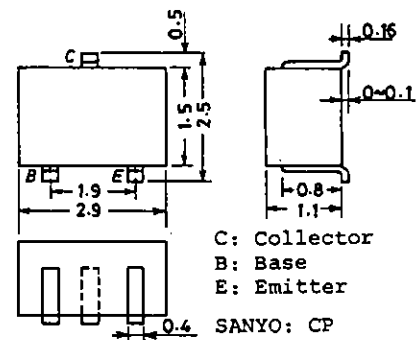 0.5
C
0.16
1.5
2.5
0~0.1
B
E
1.9
2.9
0.8
1.1
C: Collector
B: Base
E: Emitter
0.4
SANYO: CP